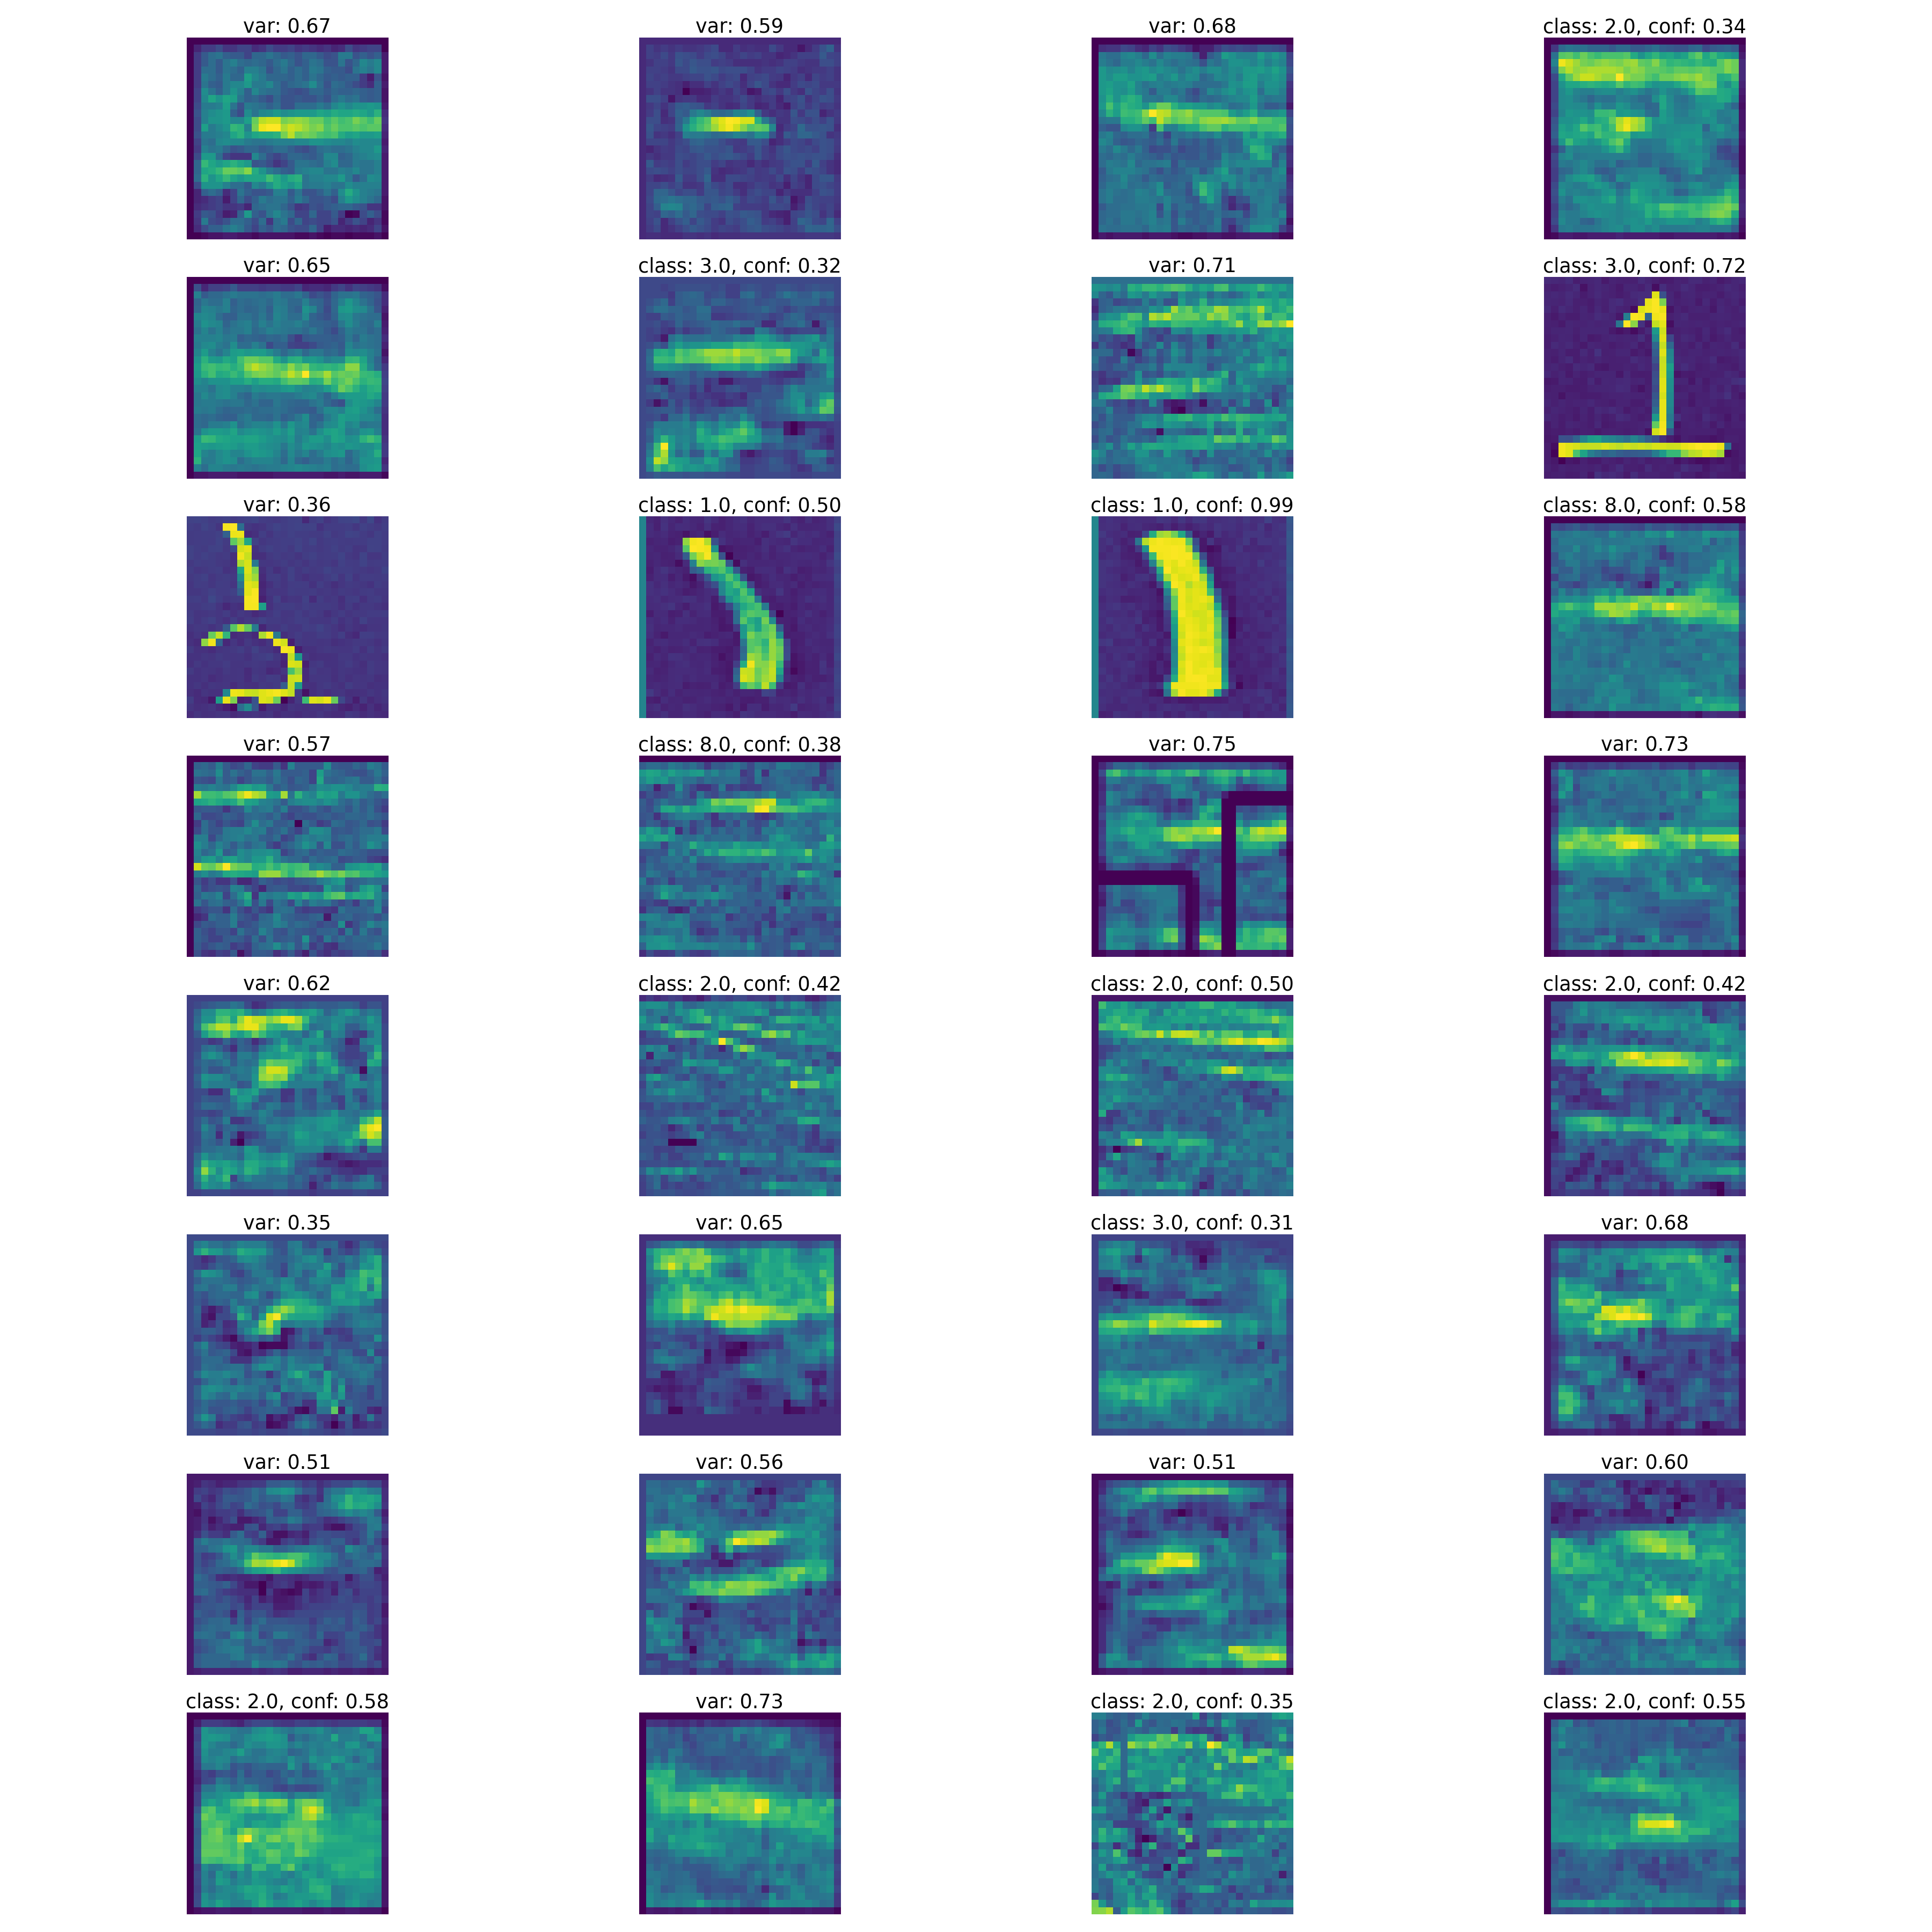 var: 0.67 var: 0.59 var: 0.68 class: 2.0, conf: 0.34
var: 0.65 class: 3.0, conf: 0.32 var: 0.71 class: 3.0, conf: 0.72
1
var: 0.36 class: 1.0, conf: 0.50 class: 1.0, conf: 0.99 class: 8.0, conf: 0.58
var: 0.57 class: 8.0, conf: 0.38 var: 0.75 var: 0.73
var: 0.62 class: 2.0, conf: 0.42 class: 2.0, conf: 0.50 class: 2.0, conf: 0.42
var: 0.35 var: 0.65 class: 3.0, conf: 0.31 var: 0.68
var: 0.51 var: 0.56 var: 0.51 var: 0.60
class: 2.0, conf: 0.58 var: 0.73 class: 2.0, conf: 0.35 class: 2.0, conf: 0.55